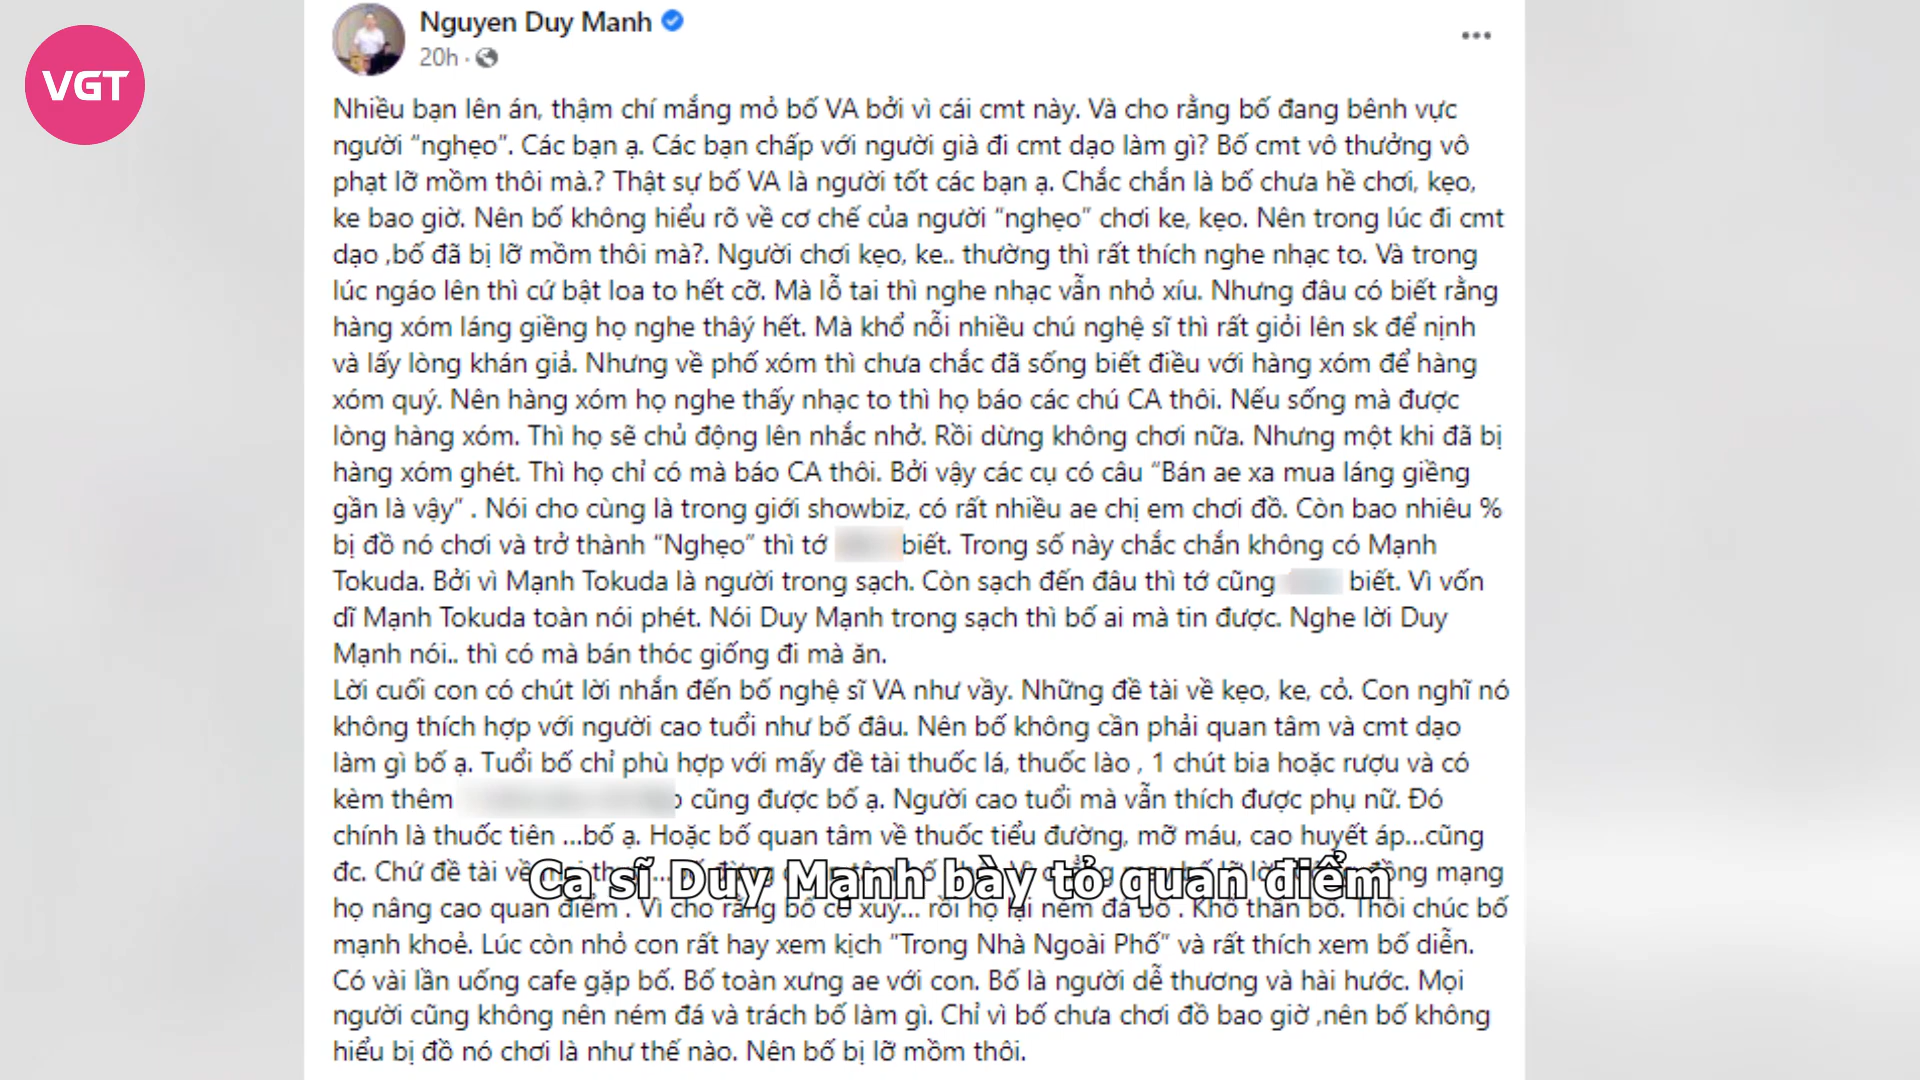 VGT
Nguyen Duy Manh
20h
Nhiều bạn lên án, thậm chí mắng mỏ bố VA bởi vì cái cmt này. Và cho rằng bố đang bênh vực
người “nghẹo”. Các bạn ạ. Các bạn chấp với người già đi cmt dạo làm gì? Bố cmt vô thưởng vô
phạt lỡ mồm thôi mà.? Thật sự bố VA là người tốt các bạn ạ. Chắc chắn là bố chưa hề chơi, kẹo,
ke bao giờ. Nên bố không hiểu rõ về cơ chế của người “nghẹo” chơi ke, kẹo. Nên trong lúc đi cmt
dạo ,bố đã bị lỡ mồm thôi mà?. Người chơi kẹo, ke.. thường thì rất thích nghe nhạc to. Và trong
lúc ngáo lên thì cứ bật loa to hết cỡ. Mà lỗ tai thì nghe nhạc vẫn nhỏ xíu. Nhưng đâu có biết rằng
hàng xóm láng giềng họ nghe thâý hết. Mà khổ nỗi nhiều chú nghệ sĩ thì rất giỏi lên sk để nịnh
và lấy lòng khán giả. Nhưng về phố xóm thì chưa chắc đã sống biết điều với hàng xóm để hàng
xóm quý. Nên hàng xóm họ nghe thấy nhạc to thì họ báo các chú CA thôi. Nếu sống mà được
lòng hàng xóm. Thì họ sẽ chủ động lên nhắc nhở. Rồi dừng không chơi nữa. Nhưng một khi đã bị
hàng xóm ghét. Thì họ chỉ có mà báo CA thôi. Bởi vậy các cụ có câu “Bán ae xa mua láng giềng
gần là vậy” . Nói cho cùng là trong giới showbiz, có rất nhiều ae chị em chơi đồ. Còn bao nhiêu %
bị đồ nó chơi và trở thành “Nghẹo” thì tớ biết. Trong số này chắc chắn không có Mạnh
Tokuda. Bởi vì Mạnh Tokuda là người trong sạch. Còn sạch đến đâu thì tớ cũng biết. Vì vốn
dĩ Mạnh Tokuda toàn nói phét. Nói Duy Mạnh trong sạch thì bố ai mà tin được. Nghe lời Duy
Mạnh nói.. thì có mà bán thóc giống đi mà ăn.
Lời cuối con có chút lời nhắn đến bố nghệ sĩ VA như vầy. Những đề tài về kẹo, ke, cỏ. Con nghĩ nó
không thích hợp với người cao tuổi như bố đâu. Nên bố không cần phải quan tâm và cmt dạo
làm gì bố ạ. Tuổi bố chỉ phù hợp với mấy đề tài thuốc lá, thuốc lào , 1 chút bia hoặc rượu và có
kèm thêm cũng được bố ạ. Người cao tuổi mà vẫn thích được phụ nữ. Đó
chính là thuốc tiên ...bố ạ. Hoặc bố quan tâm về thuốc tiểu đường, mỡ máu, cao huyết áp...cũng
đc. Chứ đề tài về mạng
Ca sĩ Duy Mạnh bày tỏ quan điểm
họ nâng cao quan điểm . Vì cho rằng bố cổ xuý... rồi họ lại ném đá bố . Khổ thân bố. Thôi chúc bố
mạnh khoẻ. Lúc còn nhỏ con rất hay xem kịch “Trong Nhà Ngoài Phố” và rất thích xem bố diễn.
Có vài lần uống cafe gặp bố. Bố toàn xưng ae với con. Bố là người dễ thương và hài hước. Mọi
người cũng không nên ném đá và trách bố làm gì. Chỉ vì bố chưa chơi đồ bao giờ ,nên bố không
hiểu bị đồ nó chơi là như thế nào. Nên bố bị lỡ mồm thôi.